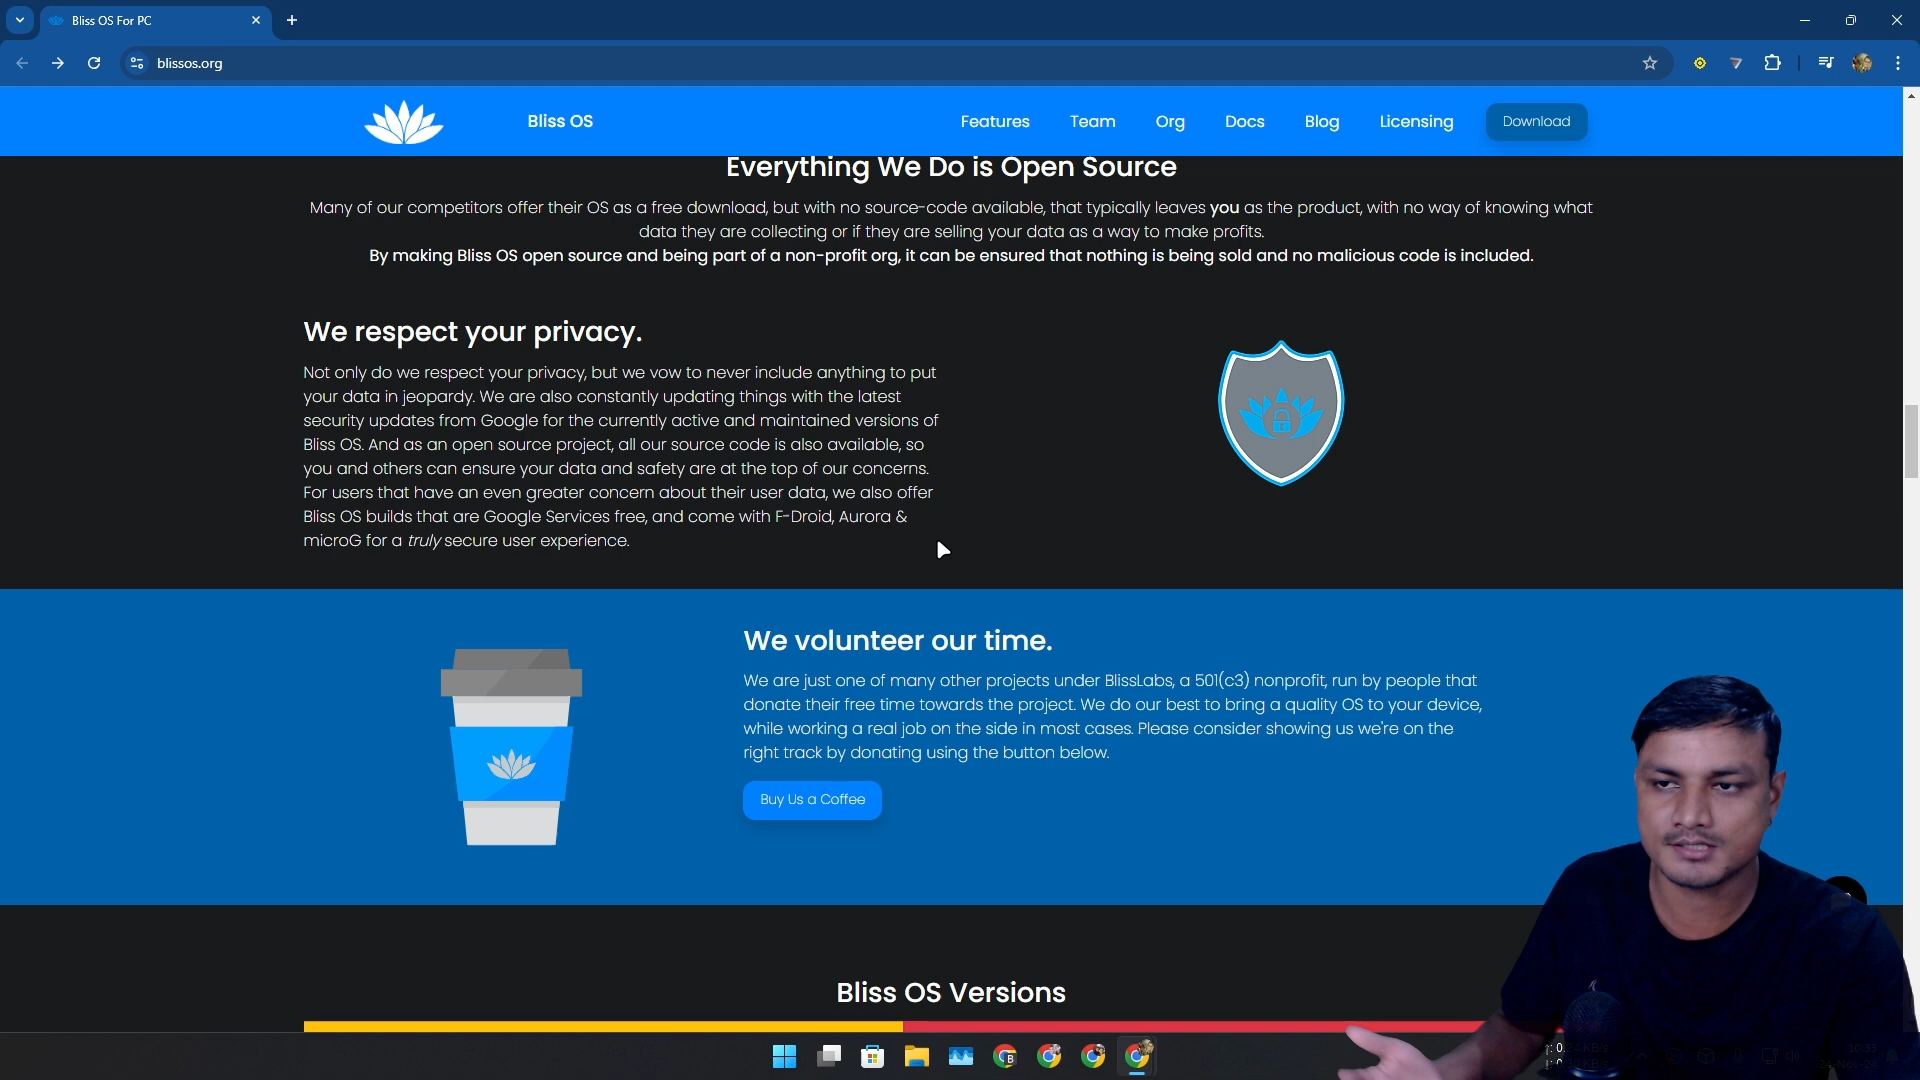 Bliss OS For PC
blissos.org
Bliss OS
Features
Team
Org
Docs
Blog
Licensing
Download
Everything We Do is Open Source
Many of our competitors offer their OS as a free download, but with no source-code available, that typically leaves you as the product, with no way of knowing what
data they are collecting or if they are selling your data as a way to make profits.
By making Bliss OS open source and being part of a non-profit org, it can be ensured that nothing is being sold and no malicious code is included.
We respect your privacy.
Not only do we respect your privacy, but we vow to never include anything to put
your data in jeopardy. We are also constantly updating things with the latest
security updates from Google for the currently active and maintained versions of
Bliss OS. And as an open source project, all our source code is also available, so
you and others can ensure your data and safety are at the top of our concerns.
For users that have an even greater concern about their user data, we also offer
Bliss OS builds that are Google Services free, and come with F-Droid, Aurora &
microG for a truly secure user experience.
We volunteer our time.
We are just one of many other projects under BlissLabs, a 501(c3) nonprofit, run by people that
donate their free time towards the project. We do our best to bring a quality OS to your device,
while working a real job on the side in most cases. Please consider showing us we're on the
right track by donating using the button below.
Buy Us a Coffee
Bliss OS Versions